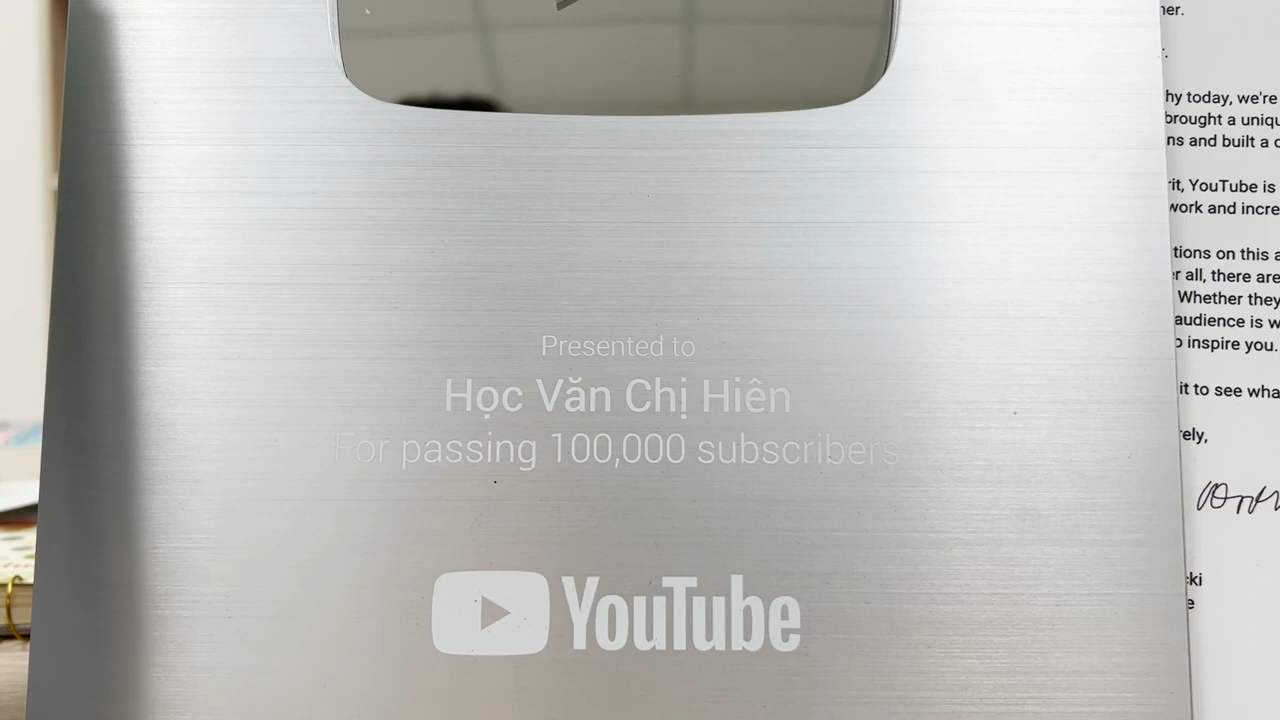 Presented to
Học Văn Chị Hiên
For passing 100,000 subscribers
YouTube
hy today, we're
brought a uniqu
ns and built a
it, YouTube is
work and incre
tions on this a
r all, there are
Whether they
audience is w
o inspire you.
it to see wha
rely,
ki
e